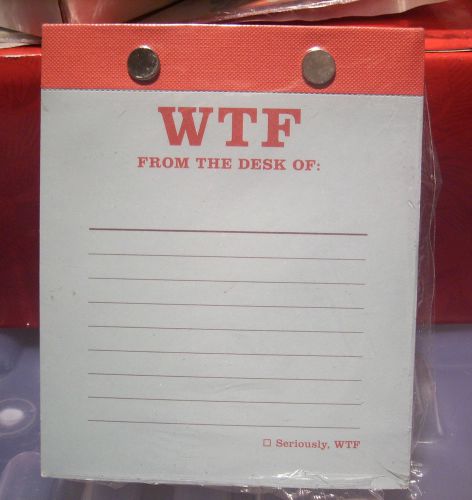 WTF
FROM THE DESK OF:
☐ Seriously, WTF